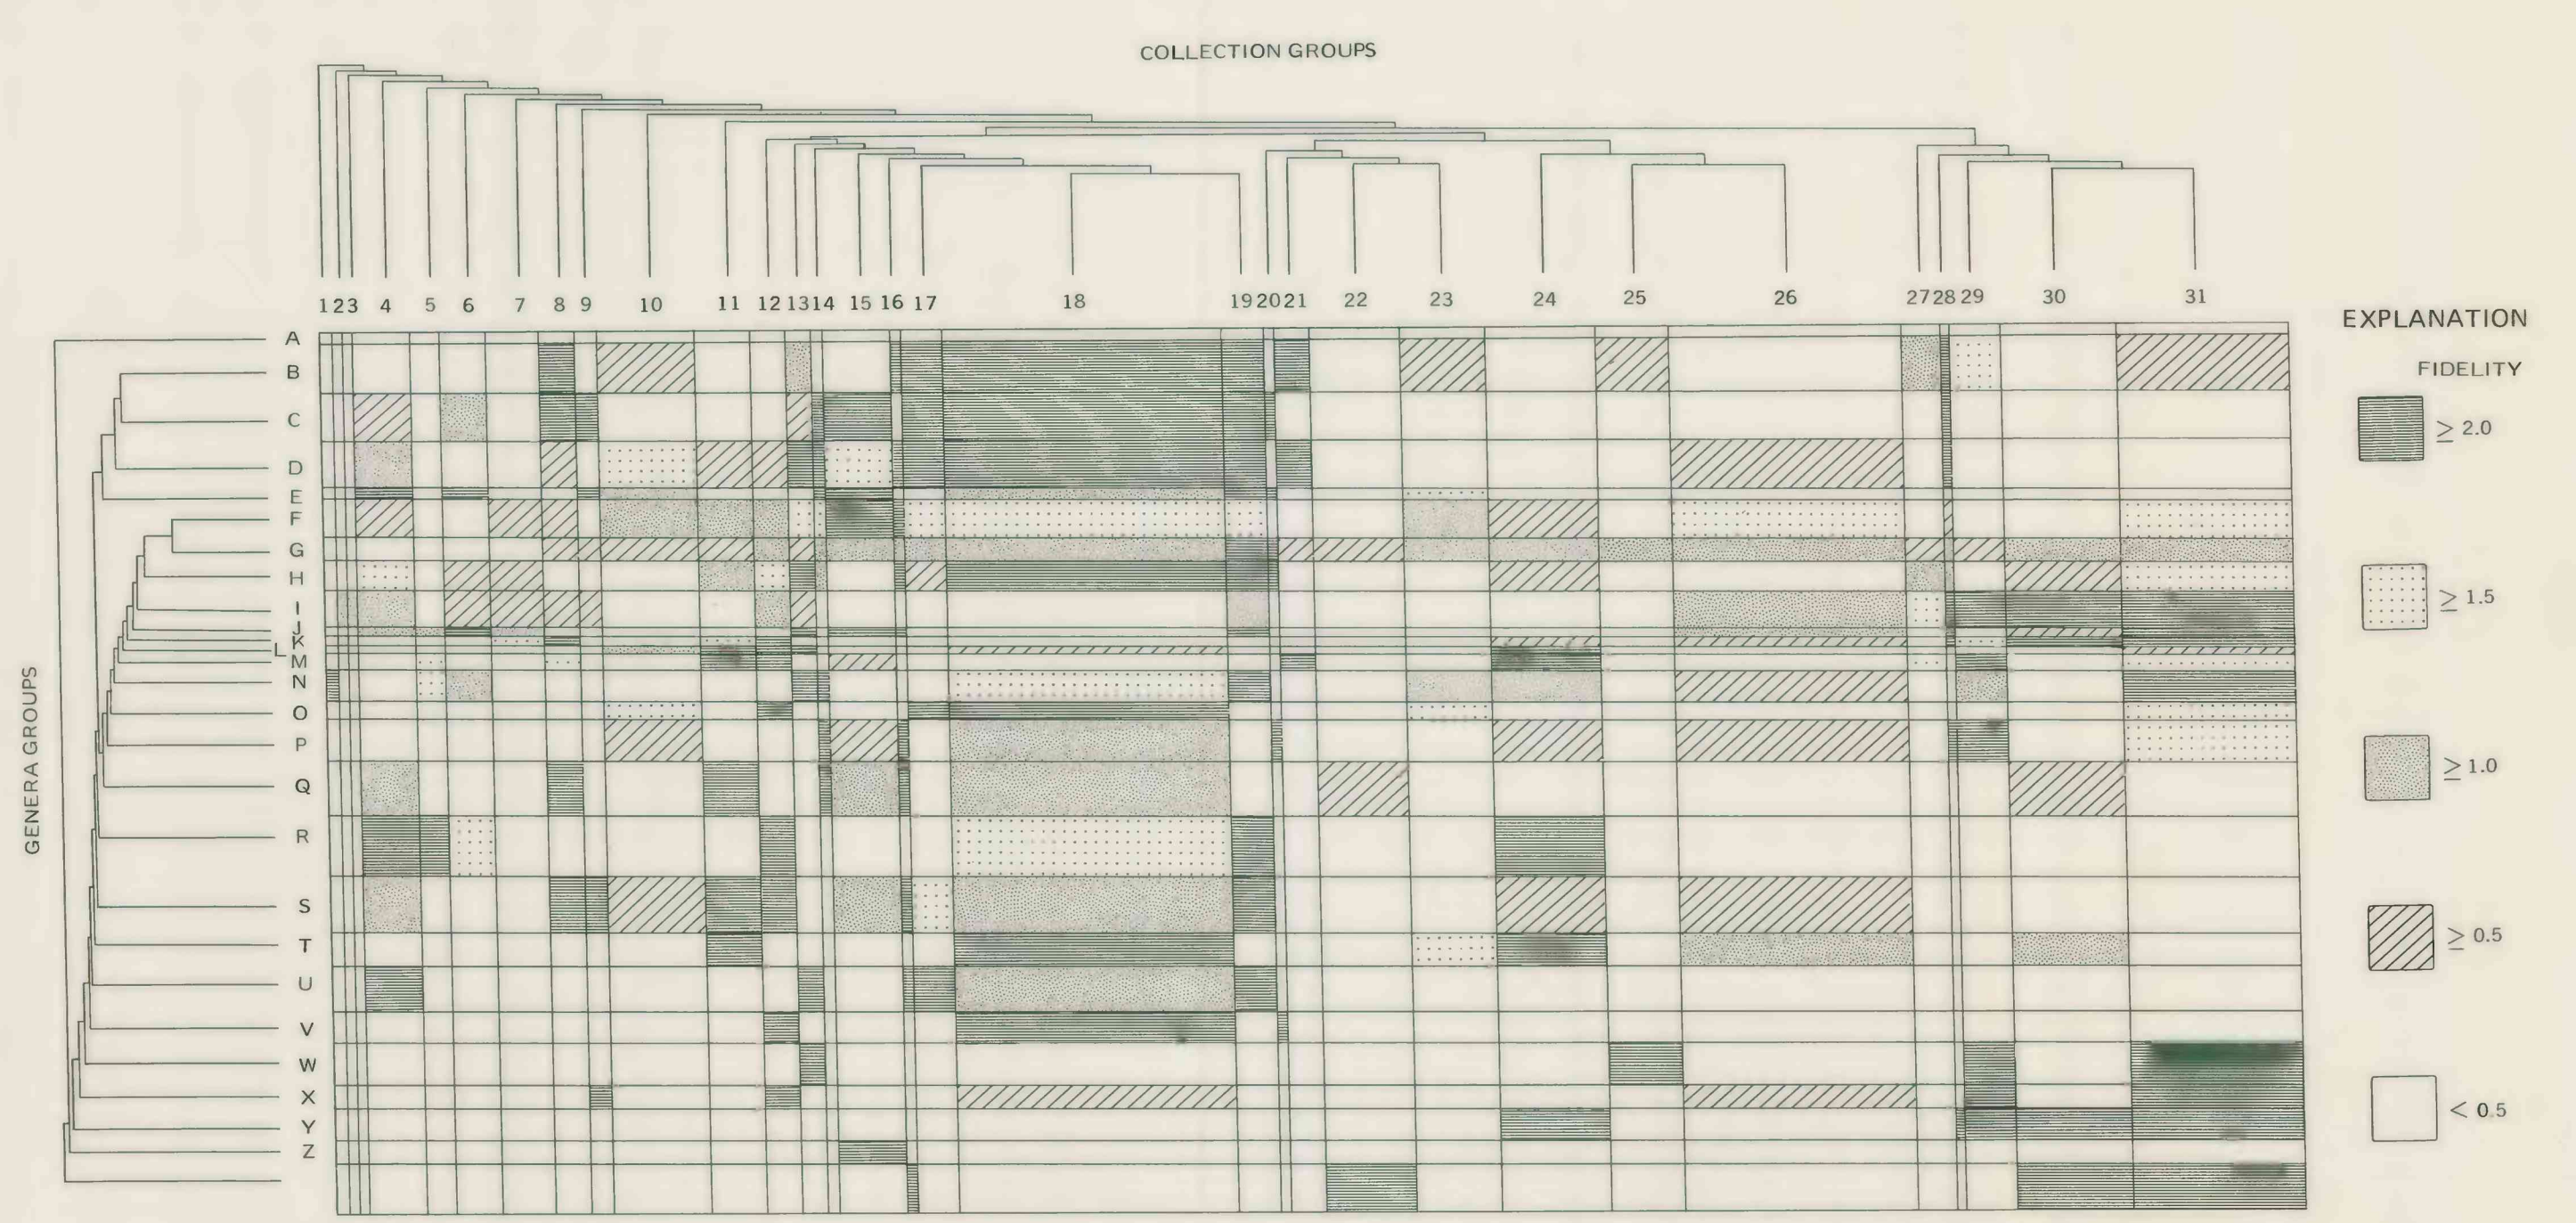 COLLECTION GROUPS
1 2 3 4 5 6 7 8 9 10 11 12 13 14 15 16 17 18 19 20 21 22 23 24 25 26 27 28 29 30 31
GENERA GROUPS
A
B
C
D
E
F
G
H
I
J
K
L
M
N
O
P
Q
R
S
T
U
V
W
X
Y
Z
EXPLANATION
FIDELITY
≥ 2.0
≥ 1.5
≥ 1.0
≥ 0.5
< 0.5